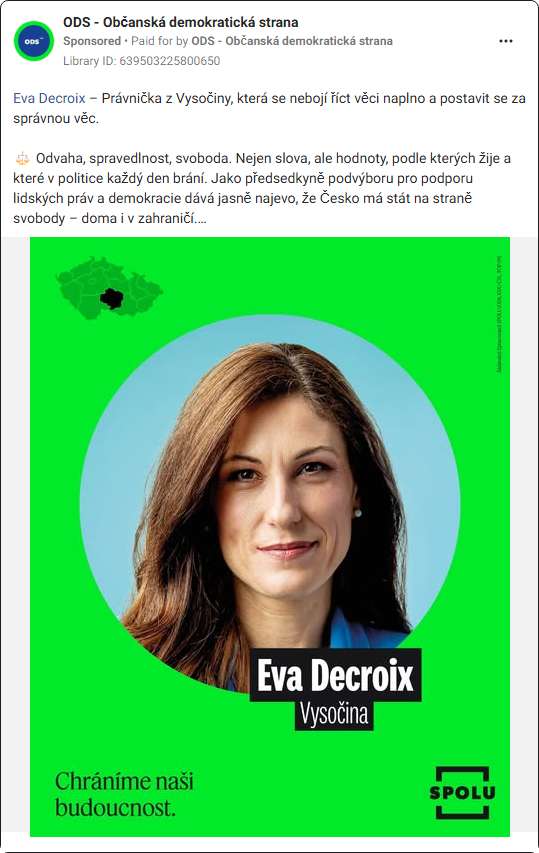 ODS - Občanská demokratická strana
Sponsored • Paid for by ODS - Občanská demokratická strana
Library ID: 639503225800650
ODS
Eva Decroix – Právnička z Vysočiny, která se nebojí říct věci naplno a postavit se za
správnou věc.
Odvaha, spravedlnost, svoboda. Nejen slova, ale hodnoty, podle kterých žije a
které v politice každý den brání. Jako předsedkyně podvýboru pro podporu
lidských práv a demokracie dává jasně najevo, že Česko má stát na straně
svobody – doma i v zahraničí.…
Eva Decroix
Vysočina
Chráníme naši
budoucnost.
SPOLU